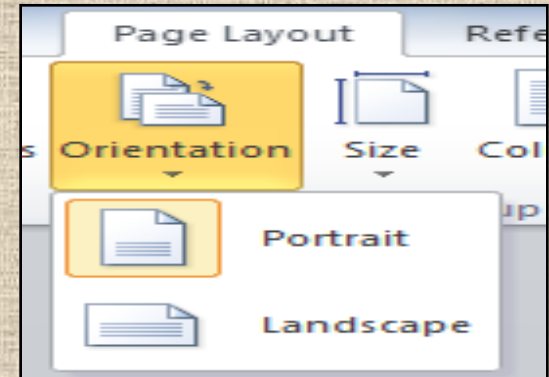 Page Layout Refe
s Orientation Size Col
up
Portrait
Landscape